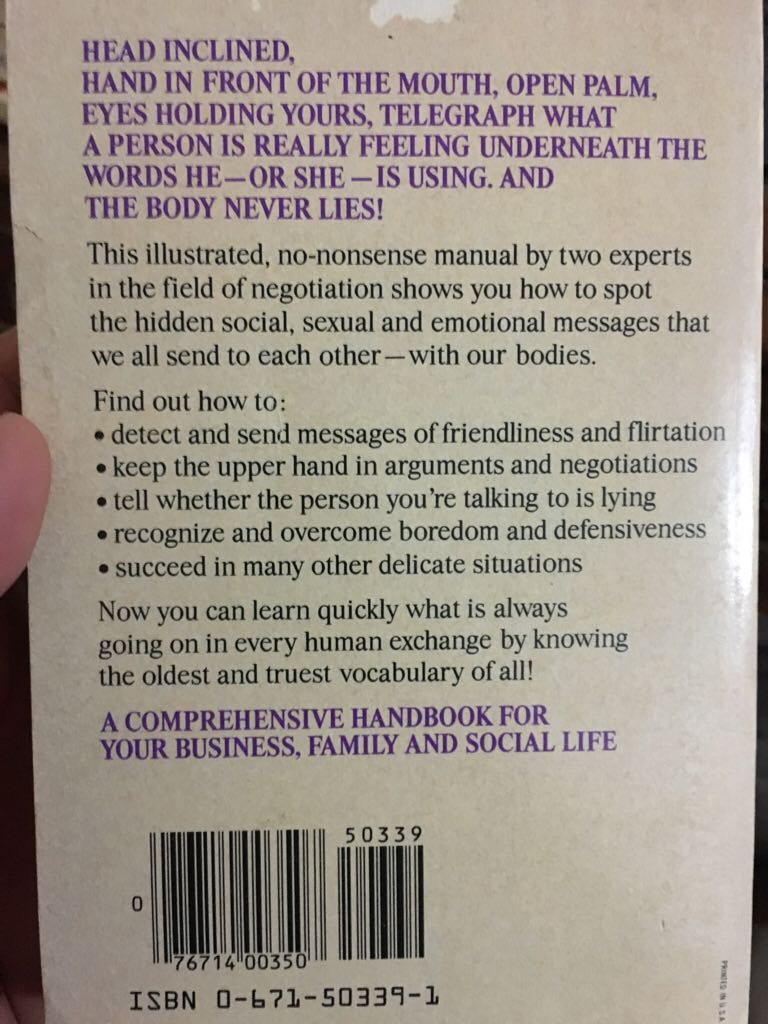 HEAD INCLINED,
HAND IN FRONT OF THE MOUTH, OPEN PALM,
EYES HOLDING YOURS, TELEGRAPH WHAT
A PERSON IS REALLY FEELING UNDERNEATH THE
WORDS HE—OR SHE—IS USING. AND
THE BODY NEVER LIES!
This illustrated, no-nonsense manual by two experts
in the field of negotiation shows you how to spot
the hidden social, sexual and emotional messages that
we all send to each other—with our bodies.
Find out how to:
• detect and send messages of friendliness and flirtation
• keep the upper hand in arguments and negotiations
• tell whether the person you're talking to is lying
• recognize and overcome boredom and defensiveness
• succeed in many other delicate situations
Now you can learn quickly what is always
going on in every human exchange by knowing
the oldest and truest vocabulary of all!
A COMPREHENSIVE HANDBOOK FOR
YOUR BUSINESS, FAMILY AND SOCIAL LIFE
50339
0
76714 00350
ISBN 0-671-50339-1
PRINTED IN U.S.A.